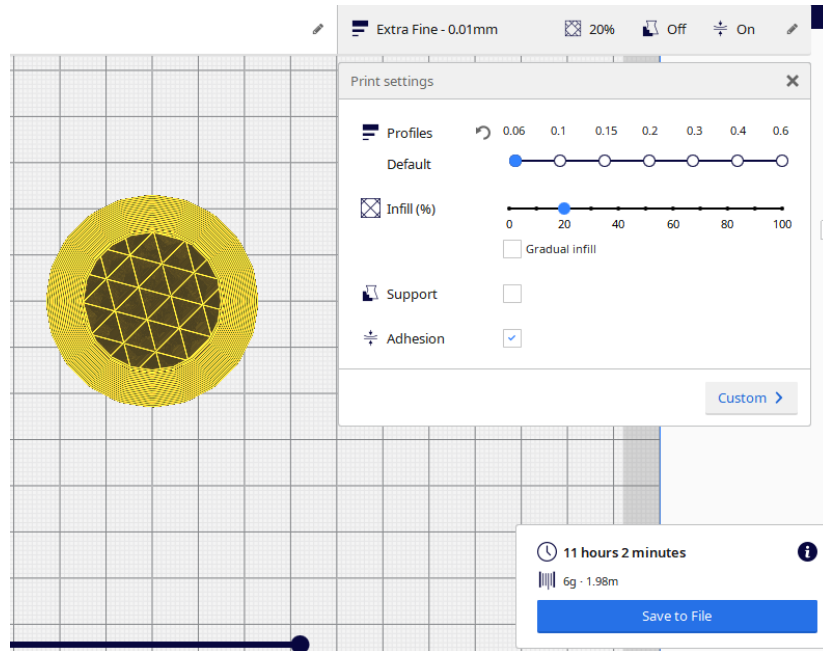 Extra Fine - 0.01mm 20% Off On
Print settings
Profiles 0.06 0.1 0.15 0.2 0.3 0.4 0.6
Default
Infill (%)
0 20 40 60 80 100
Gradual infill
Support
Adhesion
Custom
11 hours 2 minutes
6g · 1.98m
Save to File